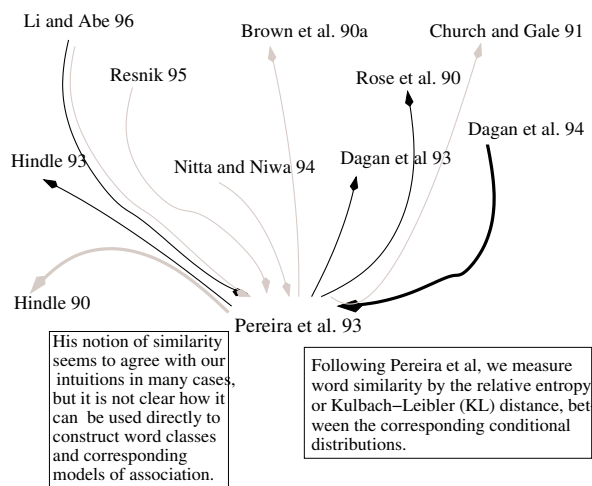 Li and Abe 96
Brown et al. 90a
Church and Gale 91
Resnik 95
Rose et al. 90
Dagan et al. 94
Hindle 93
Nitta and Niwa 94
Dagan et al 93
Hindle 90
Pereira et al. 93
His notion of similarity
seems to agree with our
intuitions in many cases,
but it is not clear how it
can be used directly to
construct word classes
and corresponding
models of association.
Following Pereira et al, we measure
word similarity by the relative entropy
or Kulbach−Leibler (KL) distance, bet-
ween the corresponding conditional
distributions.